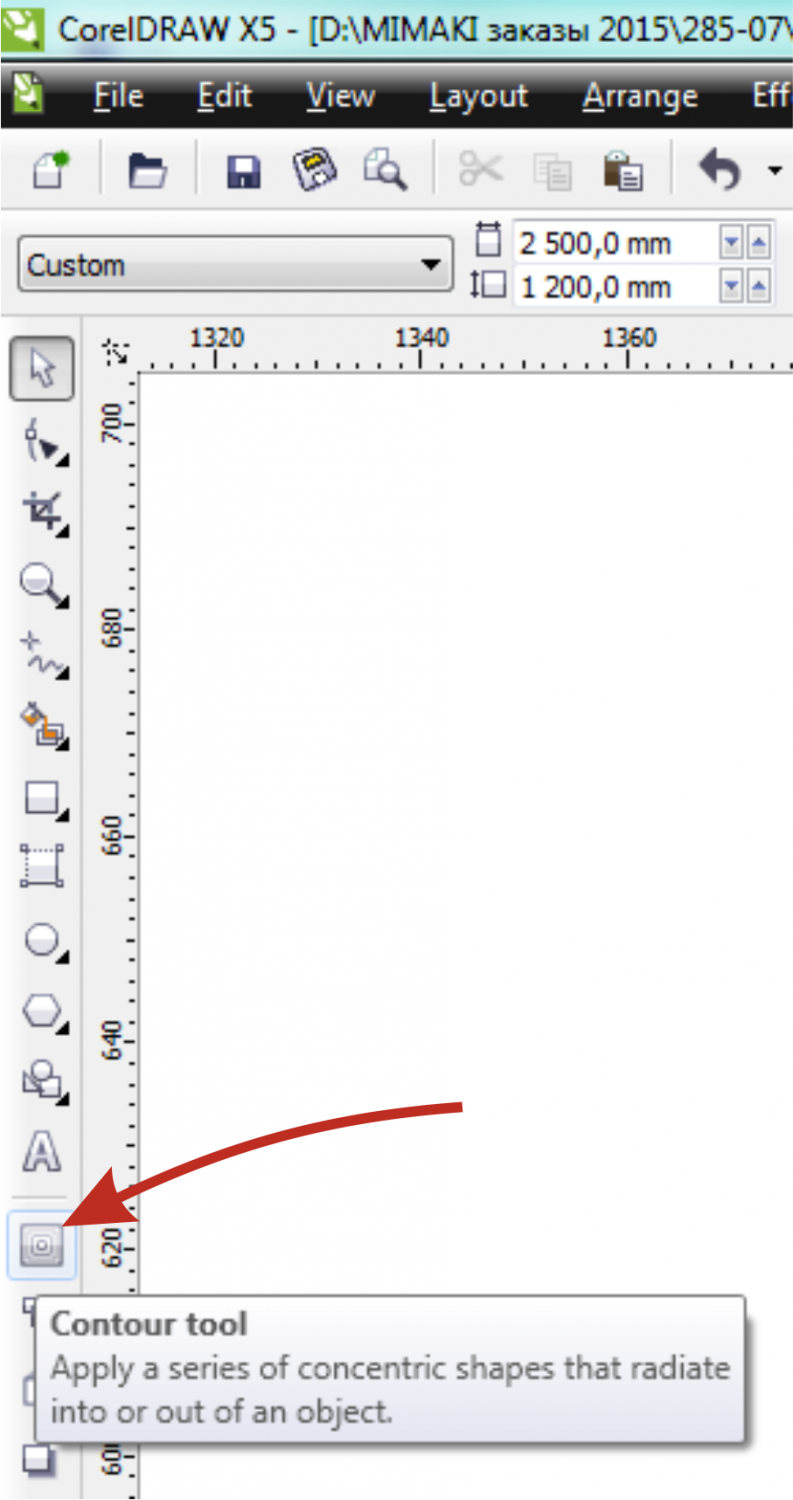 CorelDRAW X5 - [D:\MIMAKI заказы 2015\285-07\
File Edit View Layout Arrange Eff
Custom
2 500,0 mm
1 200,0 mm
1320 1340 1360
700
680
660
640
620
Contour tool
Apply a series of concentric shapes that radiate
into or out of an object.
600